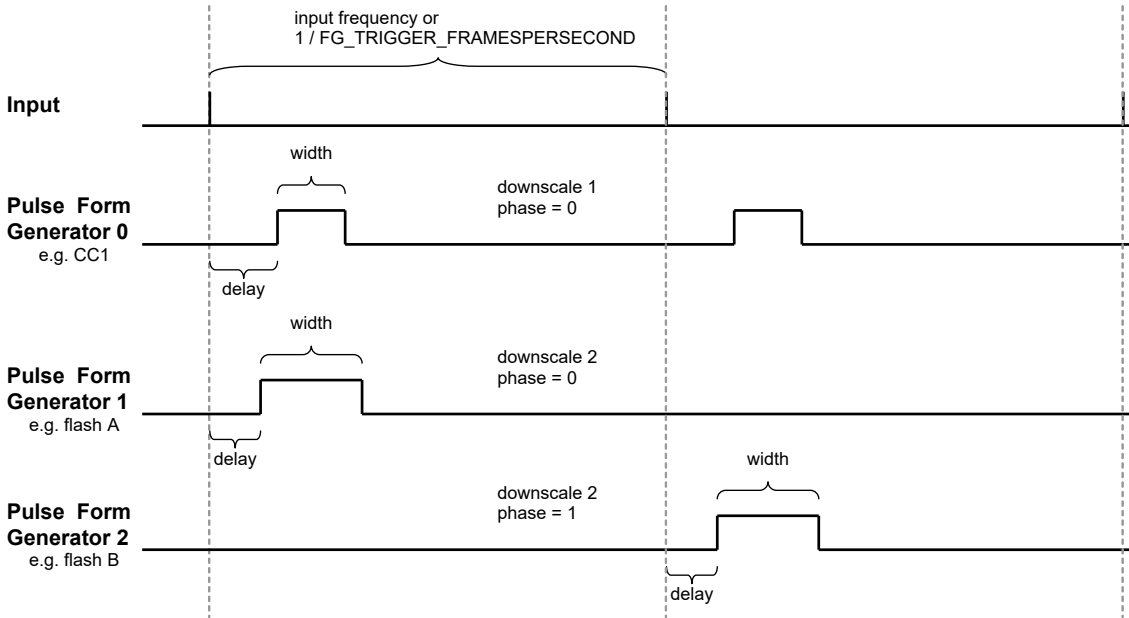 input frequency or
1 / FG_TRIGGER_FRAMESPERSECOND
Input
width
downscale 1
phase = 0
Pulse Form
Generator 0
e.g. CC1
delay
width
downscale 2
phase = 0
Pulse Form
Generator 1
e.g. flash A
delay
width
downscale 2
phase = 1
Pulse Form
Generator 2
e.g. flash B
delay